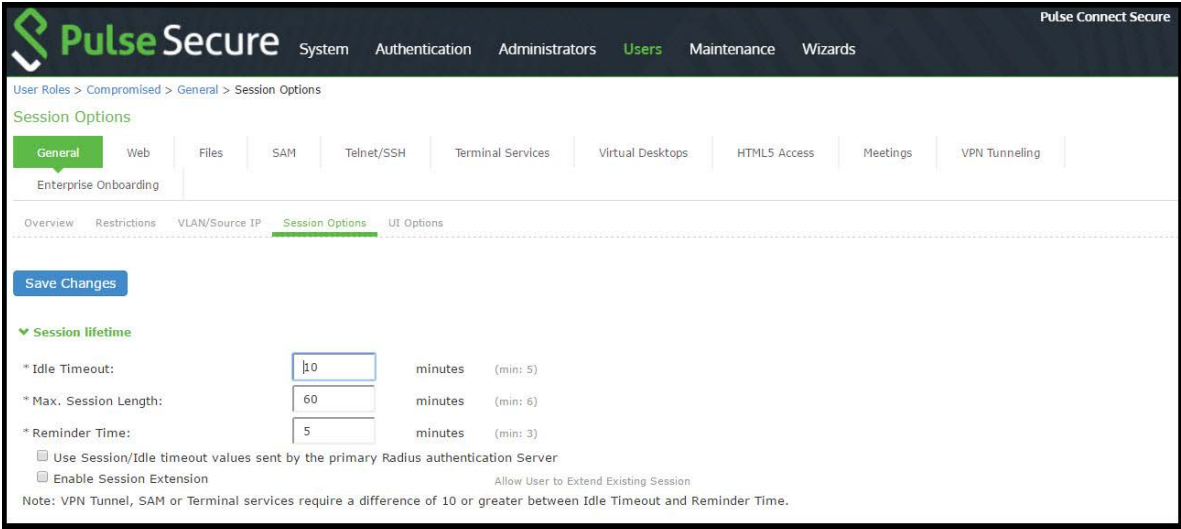 Pulse Connect Secure
Pulse Secure System Authentication Administrators Users Maintenance Wizards
User Roles > Compromised > General > Session Options
Session Options
General Web Files SAM Telnet/SSH Terminal Services Virtual Desktops HTML5 Access Meetings VPN Tunneling
Enterprise Onboarding
Overview Restrictions VLAN/Source IP Session Options UI Options
Save Changes
Session lifetime
* Idle Timeout: 10 minutes (min: 5)
* Max. Session Length: 60 minutes (min: 6)
* Reminder Time: 5 minutes (min: 3)
Use Session/Idle timeout values sent by the primary Radius authentication Server
Enable Session Extension Allow User to Extend Existing Session
Note: VPN Tunnel, SAM or Terminal services require a difference of 10 or greater between Idle Timeout and Reminder Time.